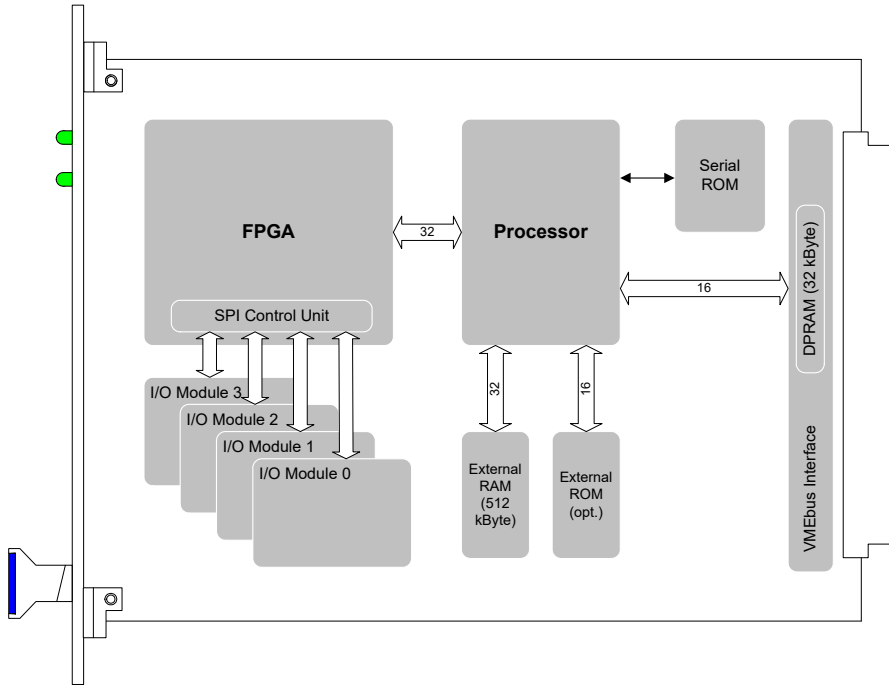 FPGA
SPI Control Unit
32
Processor
Serial
ROM
16
DPRAM (32 kByte)
VMEbus Interface
I/O Module 3
I/O Module 2
I/O Module 1
I/O Module 0
32
16
External
RAM
(512
kByte)
External
ROM
(opt.)